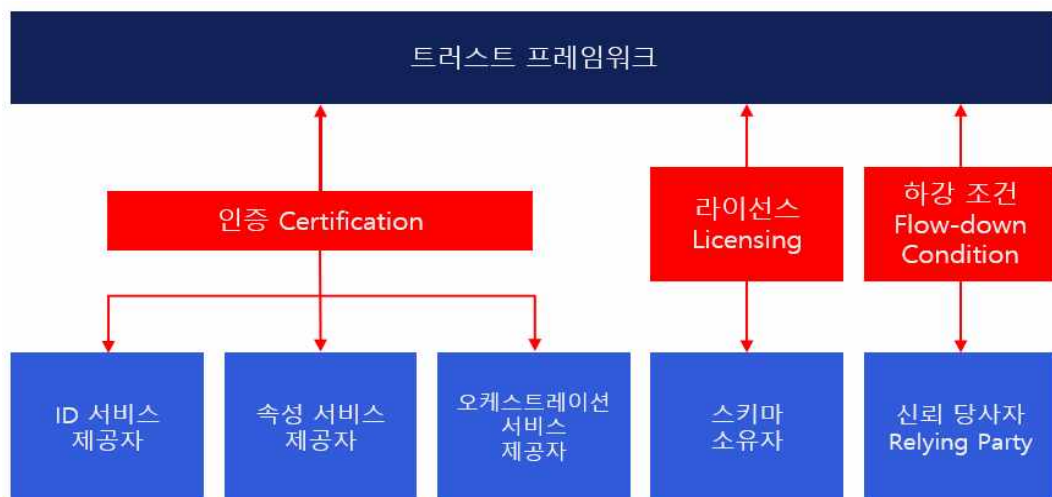 트러스트 프레임워크
인증 Certification
라이선스
Licensing
하강 조건
Flow-down
Condition
ID 서비스
제공자
속성 서비스
제공자
오케스트레이션
서비스
제공자
스키마
소유자
신뢰 당사자
Relying Party